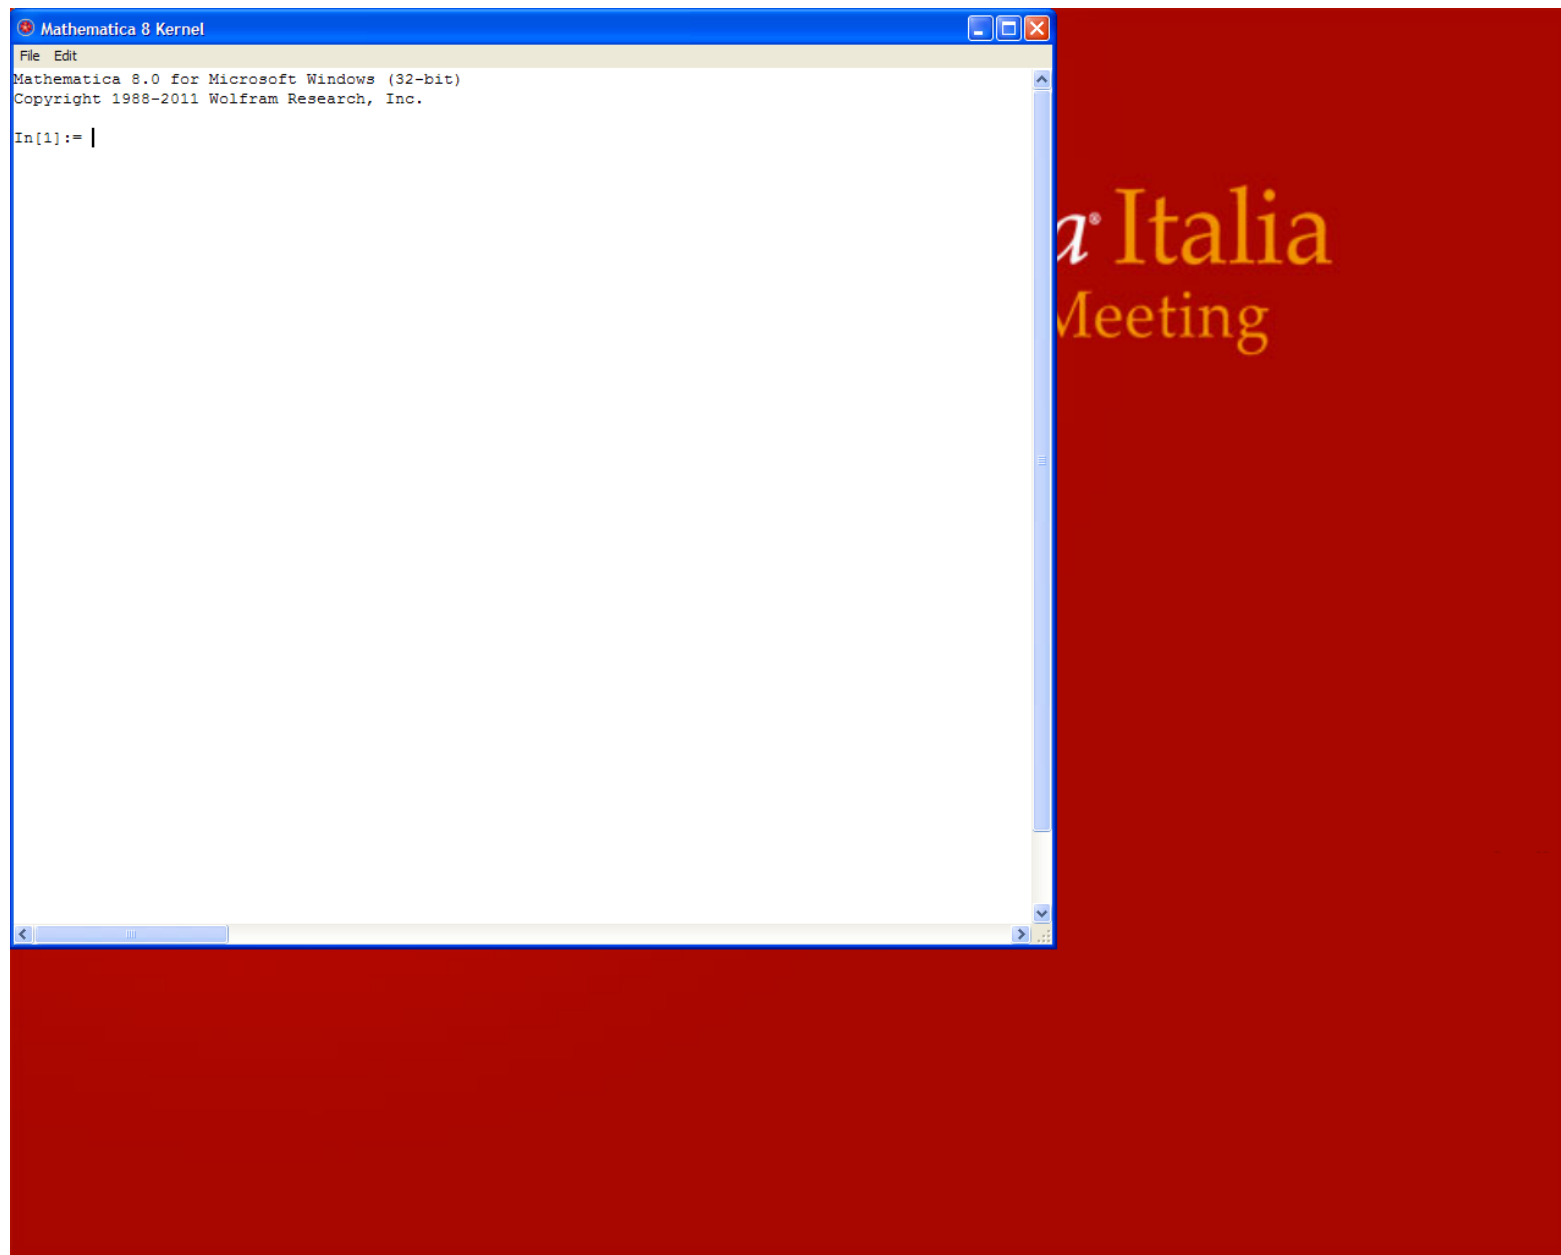 Mathematica 8 Kernel
File Edit
Mathematica 8.0 for Microsoft Windows (32-bit)
Copyright 1988-2011 Wolfram Research, Inc.
In[1]:=
a® Italia
Meeting